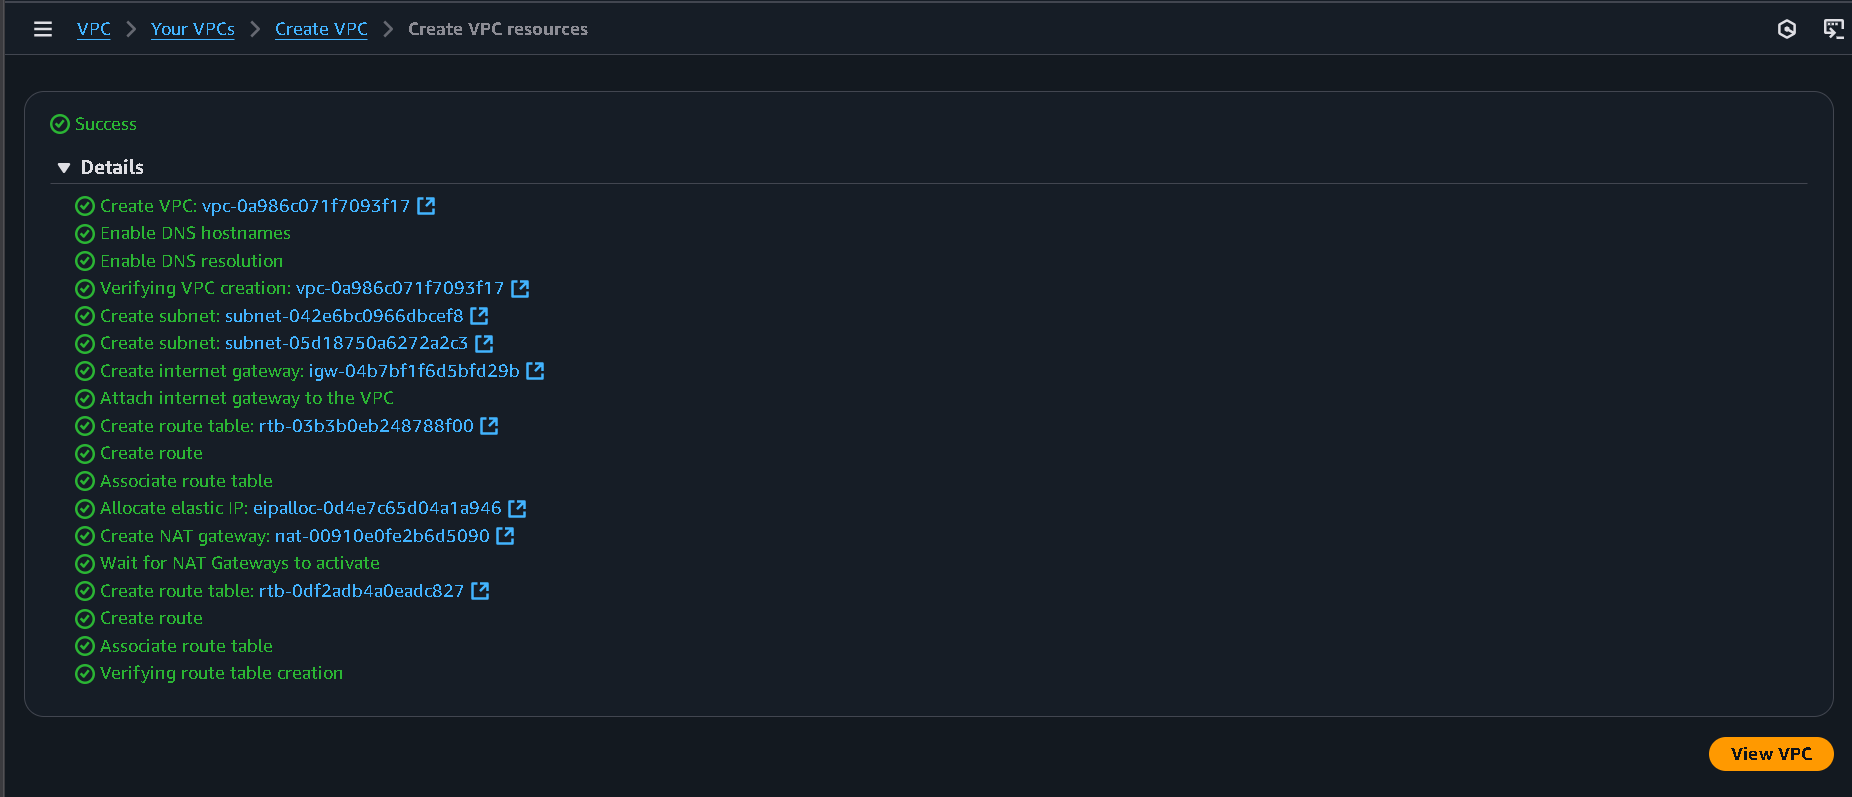 VPC > Your VPCs > Create VPC > Create VPC resources
Success
Details
Create VPC: vpc-0a986c071f7093f17
Enable DNS hostnames
Enable DNS resolution
Verifying VPC creation: vpc-0a986c071f7093f17
Create subnet: subnet-042e6bc0966dbcef8
Create subnet: subnet-05d18750a6272a2c3
Create internet gateway: igw-04b7bf1f6d5bfd29b
Attach internet gateway to the VPC
Create route table: rtb-03b3b0eb248788f00
Create route
Associate route table
Allocate elastic IP: eipalloc-0d4e7c65d04a1a946
Create NAT gateway: nat-00910e0fe2b6d5090
Wait for NAT Gateways to activate
Create route table: rtb-0df2adb4a0eadc827
Create route
Associate route table
Verifying route table creation
View VPC